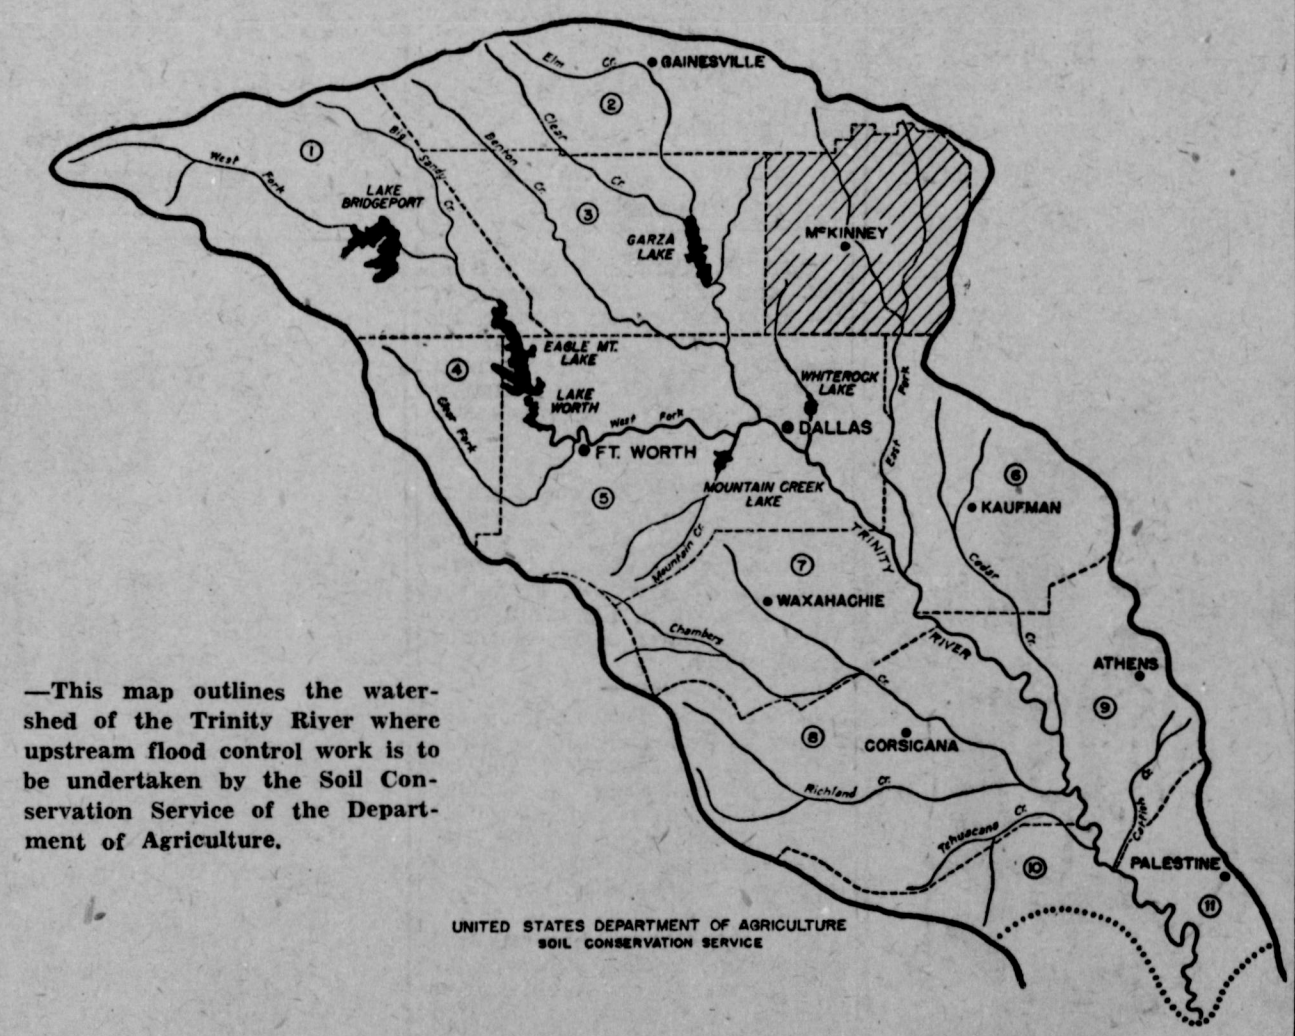 Elm Cr.
GAINESVILLE
2
Big Sandy Cr.
Denton Cr.
Clear Cr.
1
West Fork
LAKE
BRIDGEPORT
3
GARZA
LAKE
McKINNEY
EAGLE MT.
LAKE
4
WHITEROCK
LAKE
LAKE
WORTH
Clear Fork
West Fork
DALLAS
East Fork
FT. WORTH
5
MOUNTAIN CREEK
LAKE
6
KAUFMAN
Mountain Cr.
TRINITY RIVER
7
Cedar Cr.
WAXAHACHIE
Chambers Cr.
ATHENS
9
8
CORSICANA
Richland Cr.
Tehuacana Cr.
Catfish Cr.
10
PALESTINE
11
—This map outlines the water-
shed of the Trinity River where
upstream flood control work is to
be undertaken by the Soil Con-
servation Service of the Depart-
ment of Agriculture.
UNITED STATES DEPARTMENT OF AGRICULTURE
SOIL CONSERVATION SERVICE